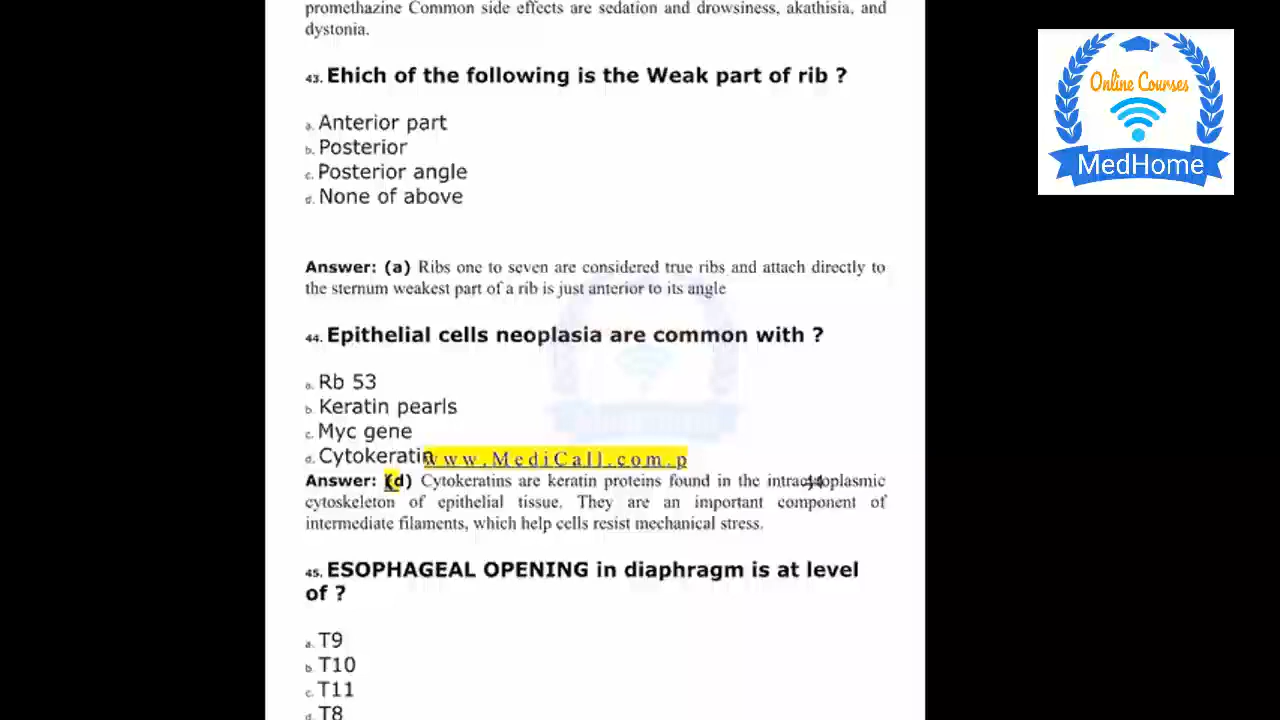 promethazine Common side effects are sedation and drowsiness, akathisia, and
dystonia.
43. Ehich of the following is the Weak part of rib ?
a. Anterior part
b. Posterior
c. Posterior angle
d. None of above
Answer: (a) Ribs one to seven are considered true ribs and attach directly to
the sternum weakest part of a rib is just anterior to its angle
44. Epithelial cells neoplasia are common with ?
a. Rb 53
b. Keratin pearls
c. Myc gene
d. Cytokeratin
www.MediCall.com.p
Answer: (d) Cytokeratins are keratin proteins found in the intracytoplasmic
44
cytoskeleton of epithelial tissue. They are an important component of
intermediate filaments, which help cells resist mechanical stress.
45. ESOPHAGEAL OPENING in diaphragm is at level
of ?
a. T9
b. T10
c. T11
d. T8
Online Courses
MedHome